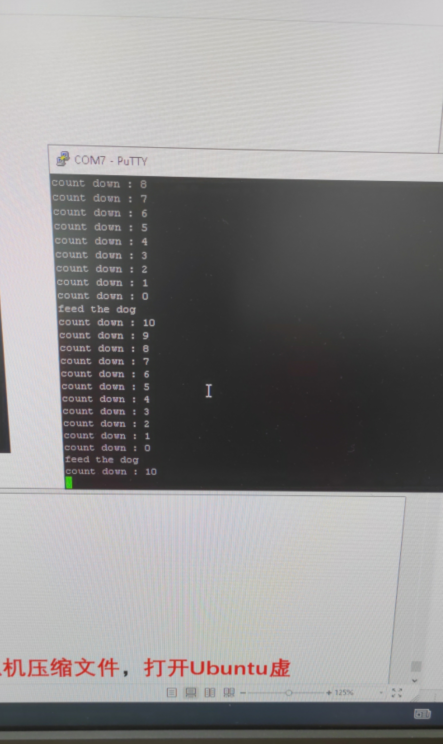 COM7 - PuTTY
count down : 8
count down : 7
count down : 6
count down : 5
count down : 4
count down : 3
count down : 2
count down : 1
count down : 0
feed the dog
count down : 10
count down : 9
count down : 8
count down : 7
count down : 6
count down : 5
count down : 4
count down : 3
count down : 2
count down : 1
count down : 0
feed the dog
count down : 10
机压缩文件，打开Ubuntu虚
125%